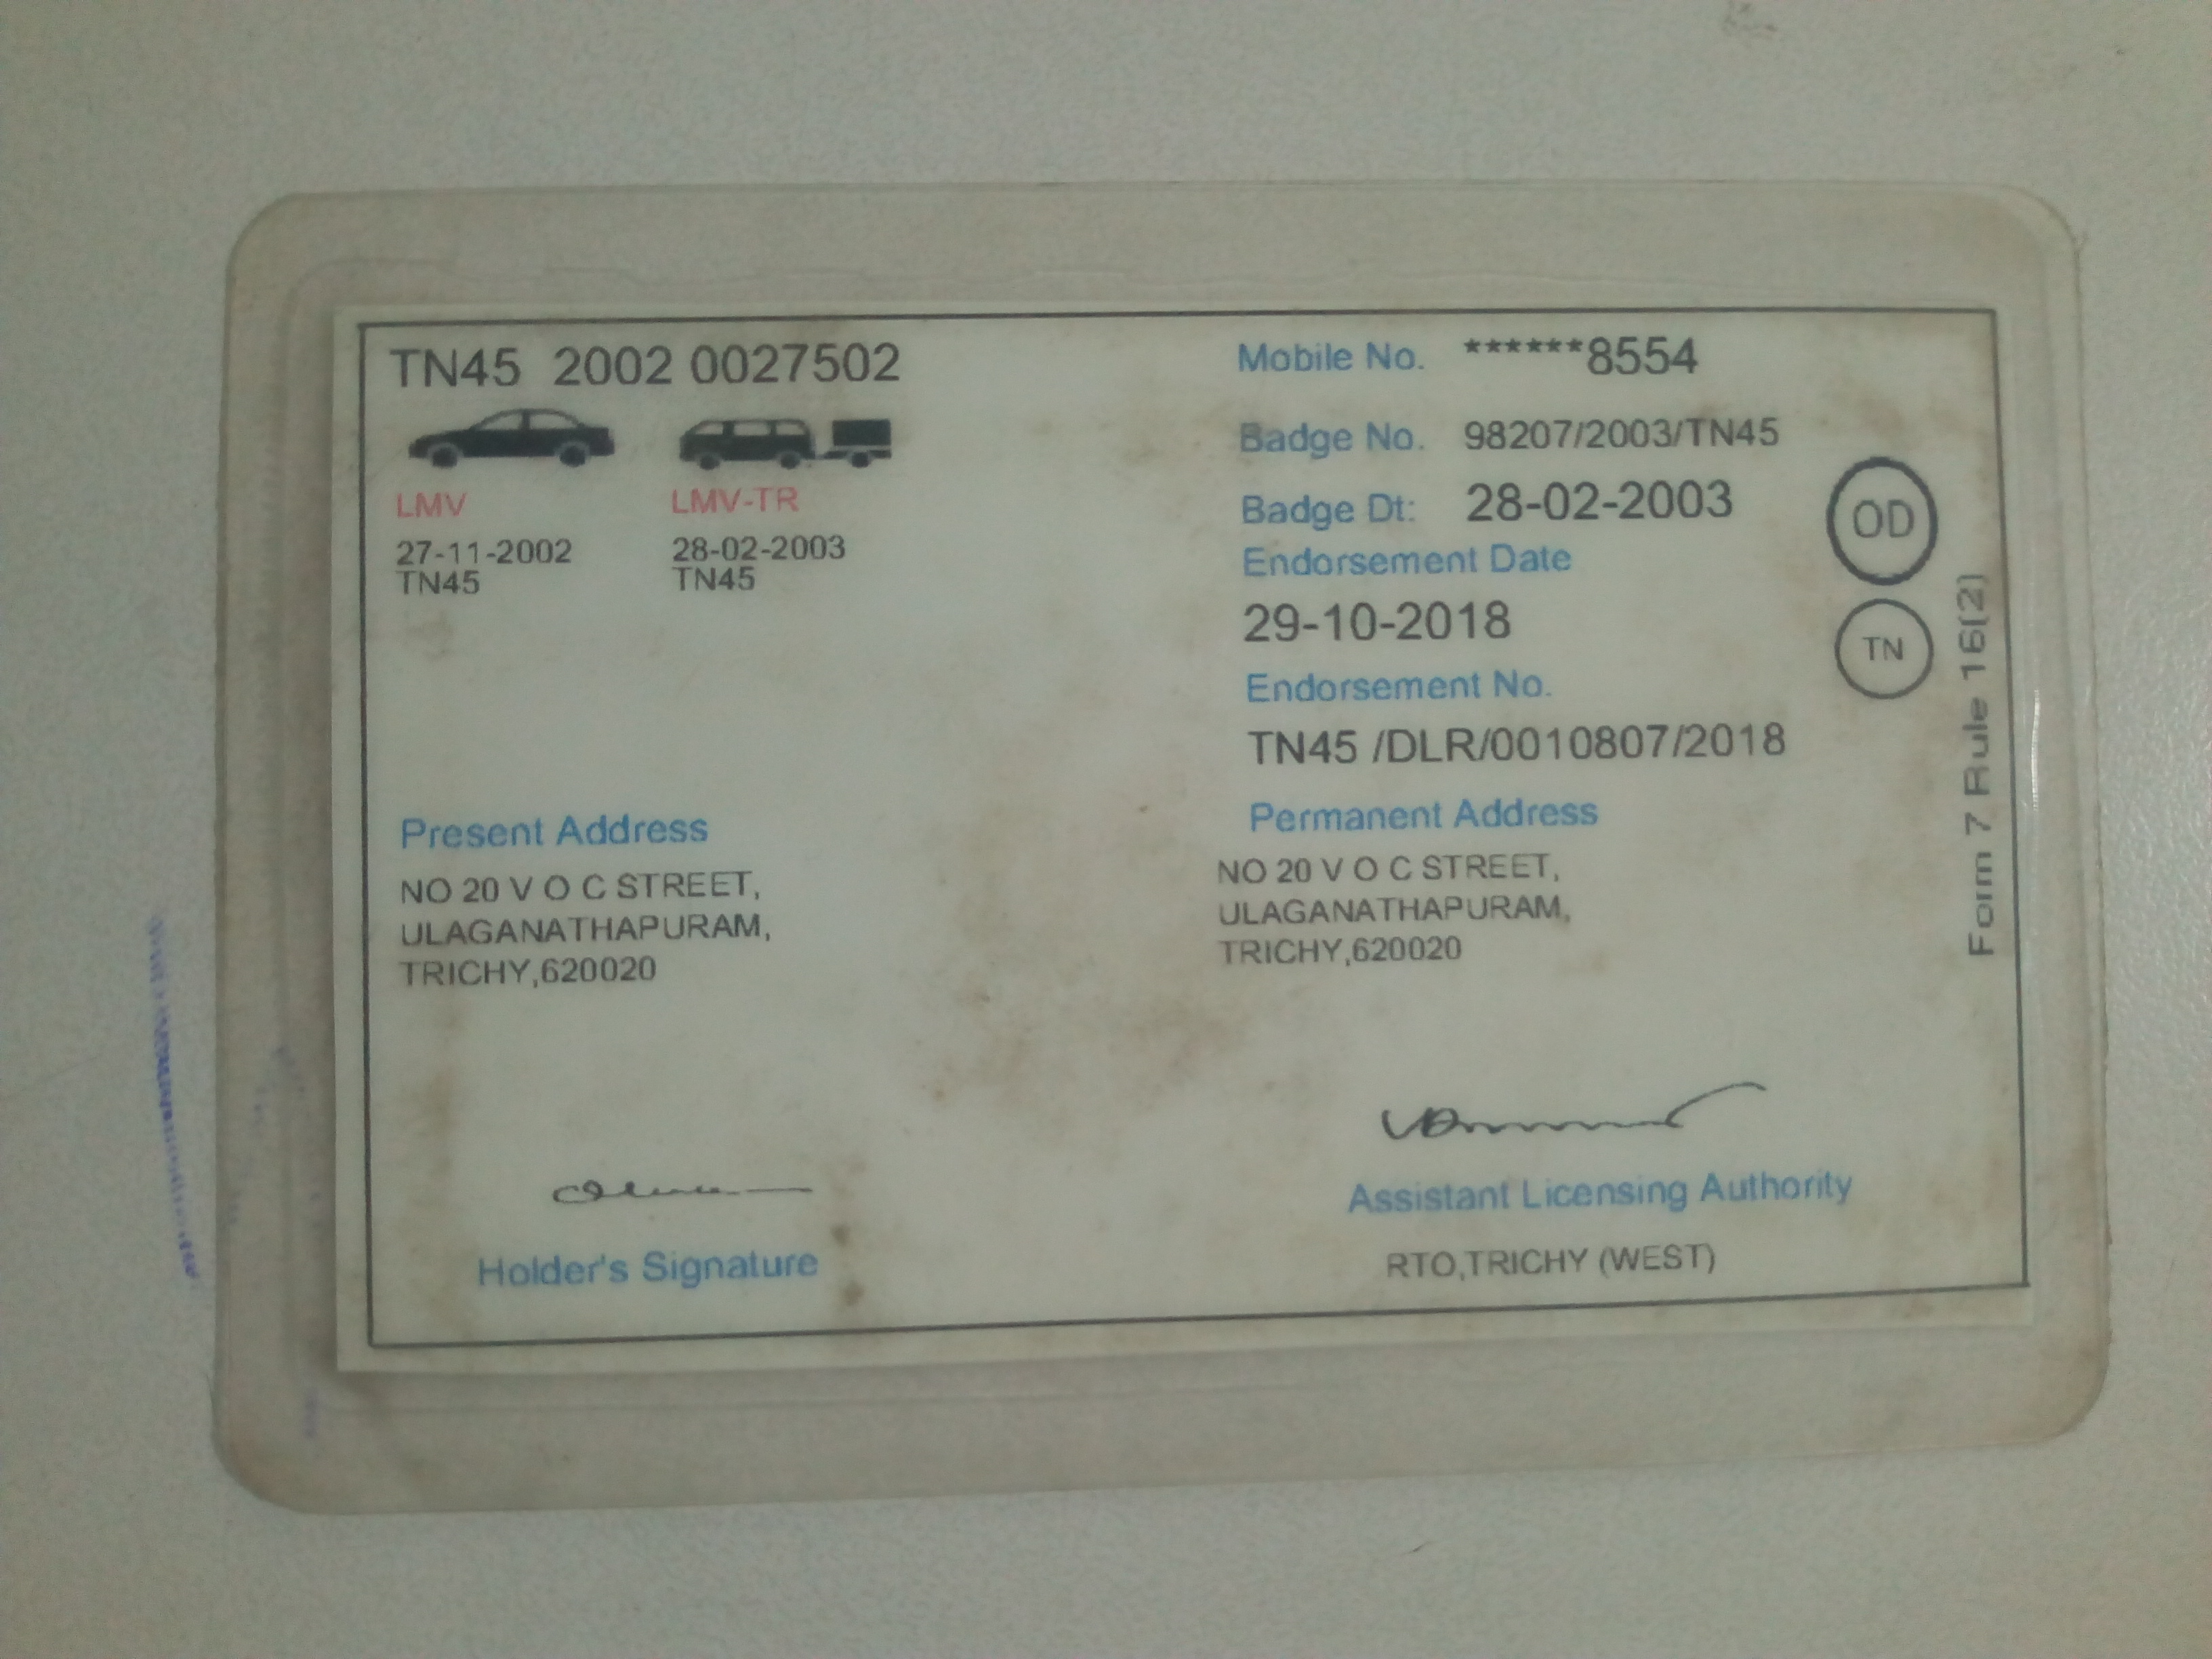 TN45 2002 0027502
LMV
27-11-2002
TN45
LMV-TR
28-02-2003
TN45
Mobile No. ******8554
Badge No. 98207/2003/TN45
Badge Dt: 28-02-2003
Endorsement Date
29-10-2018
Endorsement No.
TN45 /DLR/0010807/2018
OD
TN
Form 7 Rule 16(2)
Present Address
NO 20 V O C STREET,
ULAGANATHAPURAM,
TRICHY,620020
Permanent Address
NO 20 V O C STREET,
ULAGANATHAPURAM,
TRICHY,620020
Holder's Signature
Assistant Licensing Authority
RTO,TRICHY (WEST)